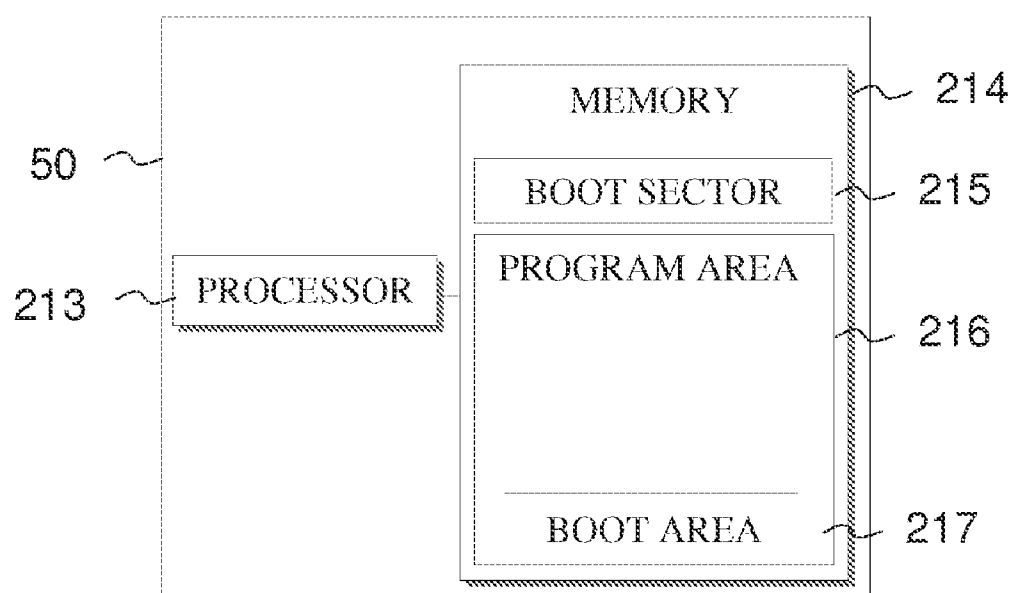 MEMORY
214
50
BOOT SECTOR
215
PROGRAM AREA
PROCESSOR
213
216
BOOT AREA
217